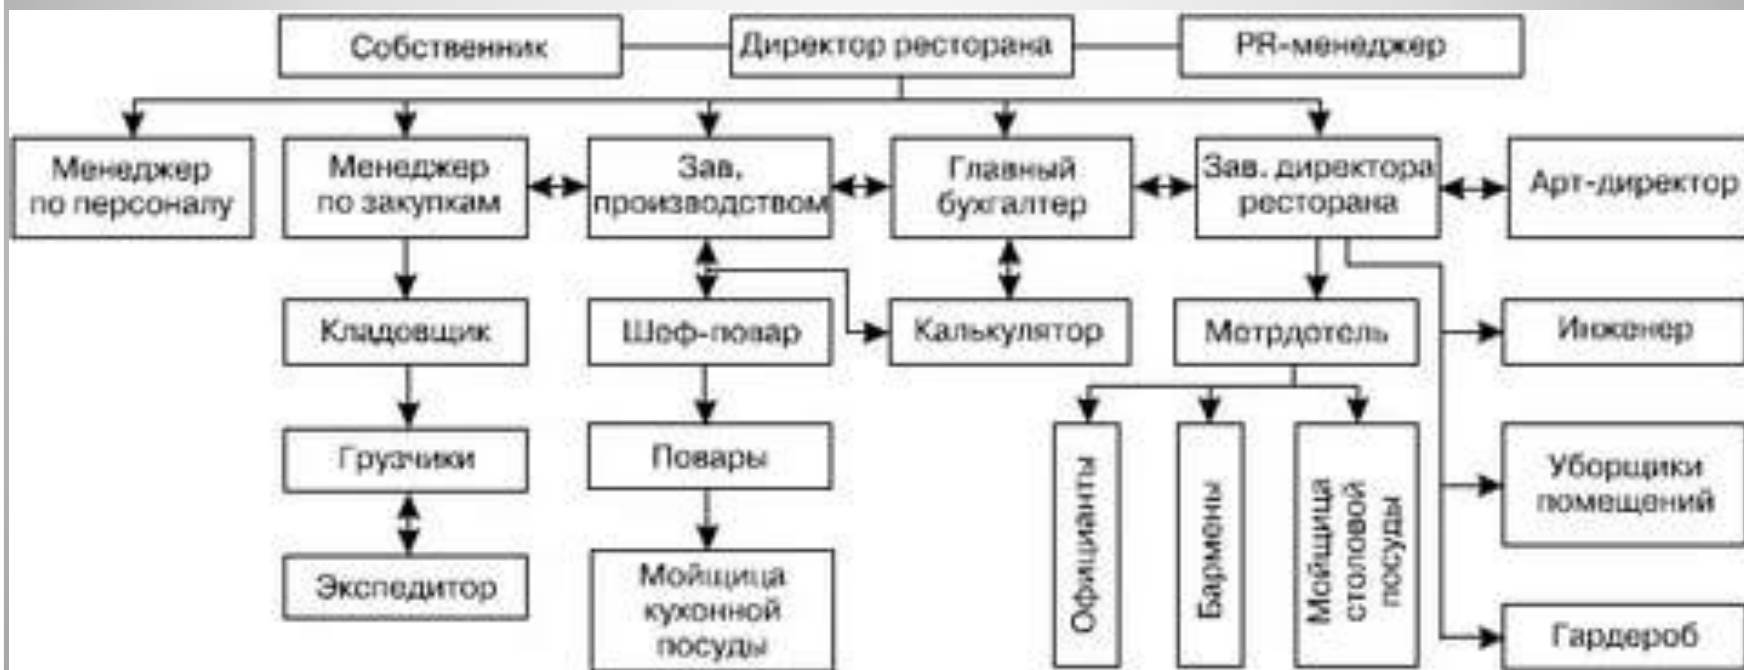 Собственник
Директор ресторана
PR-менеджер
Менеджер
по персоналу
Менеджер
по закупкам
Зав.
производством
Главный
бухгалтер
Зав. директора
ресторана
Арт-директор
Кладовщик
Шеф-повар
Калькулятор
Метрдотель
Инженер
Грузчики
Повары
Официанты
Бармены
Мойщица
столовой
посуды
Уборщики
помещений
Экспедитор
Мойщица
кухонной
посуды
Гардероб